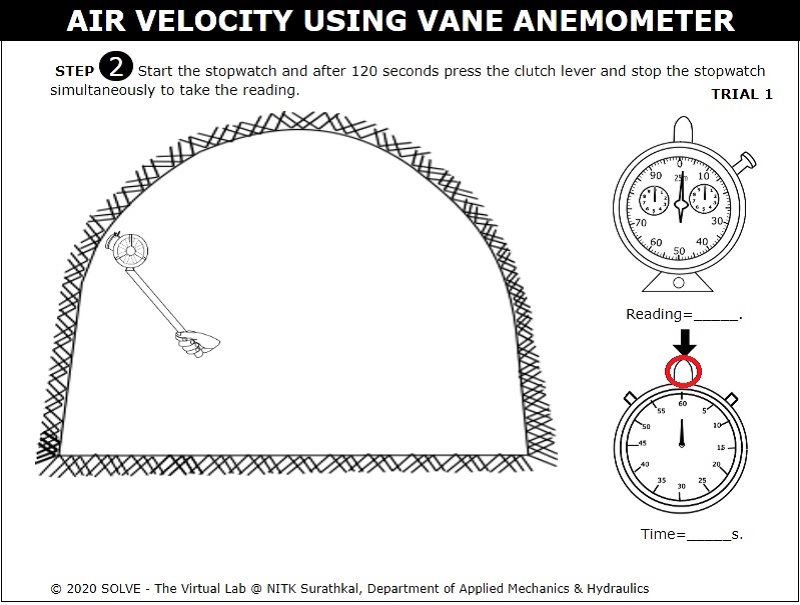 AIR VELOCITY USING VANE ANEMOMETER
STEP 2 Start the stopwatch and after 120 seconds press the clutch lever and stop the stopwatch
simultaneously to take the reading.
TRIAL 1
0
90 10
70 30
60 40
50
Reading=_____.
60
55 5
50 10
45 15
40 20
35 25
30
Time=_____s.
© 2020 SOLVE - The Virtual Lab @ NITK Surathkal, Department of Applied Mechanics & Hydraulics